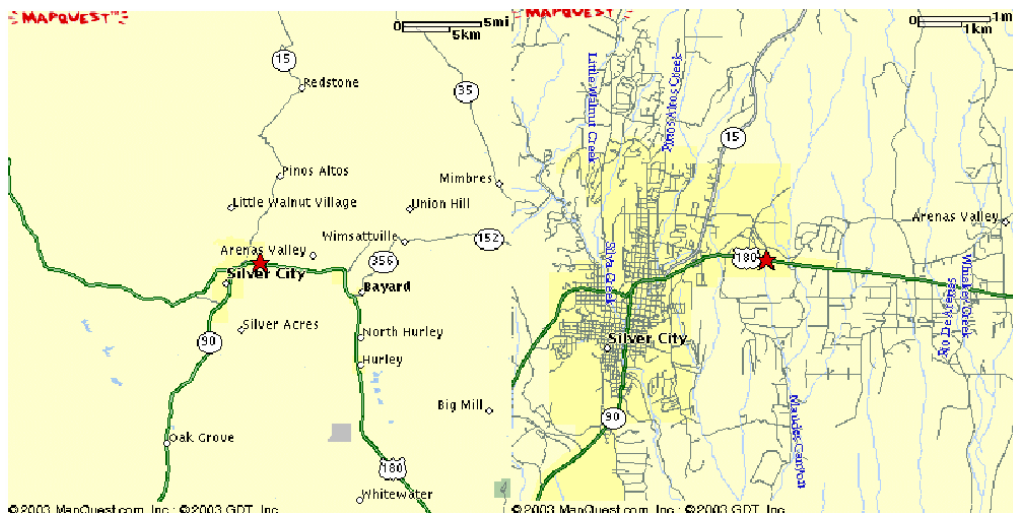 MAPQUEST
0 5mi
5km
15
Redstone
35
Pinos Altos
Mimbres
Little Walnut Village
Union Hill
Wimsattville
152
Arenas Valley
356
Silver City
Bayard
Silver Acres
North Hurley
90
Hurley
Big Mill
Oak Grove
180
Whitewater
©2003 MapQuest.com, Inc.; ©2003 GDT, Inc.
MAPQUEST
0 1m
1km
Little Walnut Creek
Pinos Altos Creek
15
Arenas Valley
180
Silva Creek
Whiskey Creek
Rio De Arenas
Silver City
Maudes Canyon
90
©2003 MapQuest.com, Inc.; ©2003 GDT, Inc.